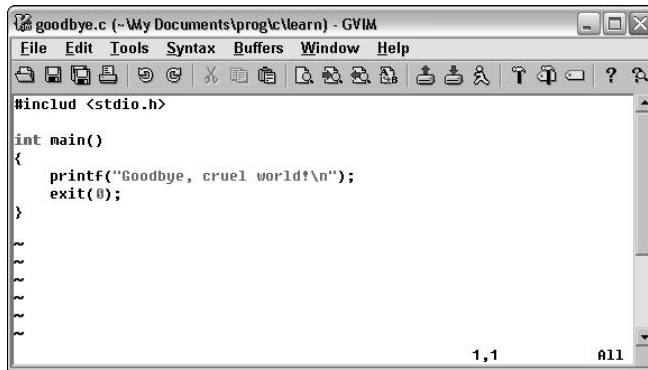 goodbye.c (~\My Documents\prog\c\learn) - GVIM
File Edit Tools Syntax Buffers Window Help
#includ <stdio.h>
int main()
{
printf("Goodbye, cruel world!\n");
exit(0);
}
~
~
~
~
~
~
1,1 All